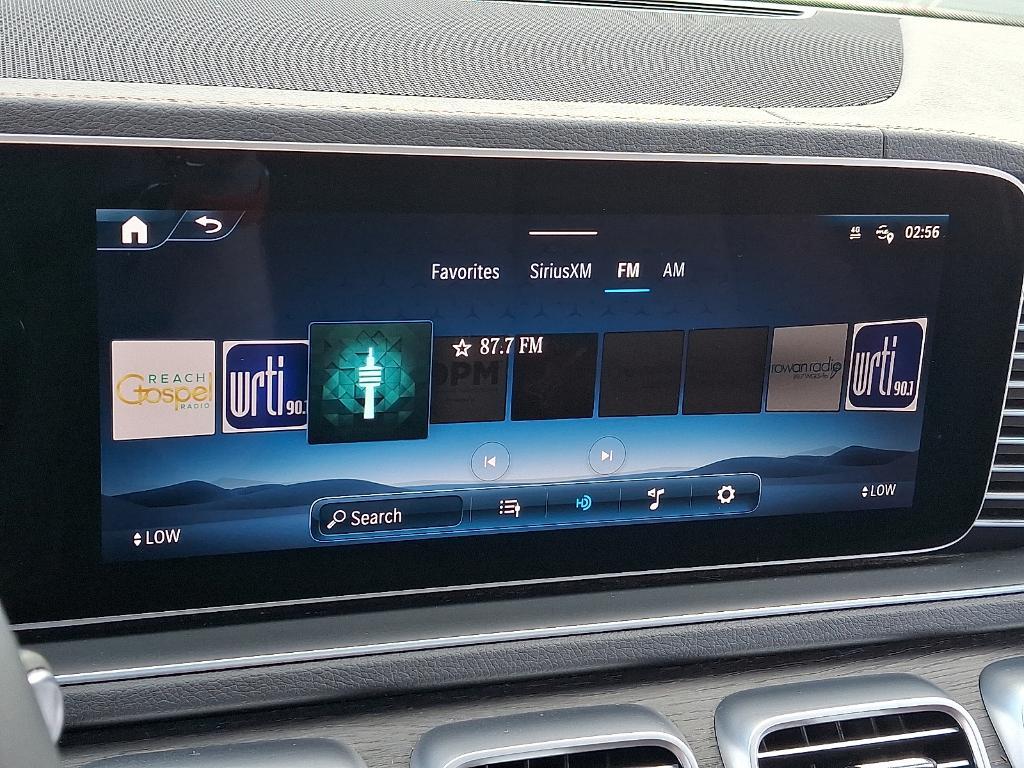 4G
02:56
Favorites SiriusXM FM AM
REACH
Gospel
RADIO
wrti 90.1
☆ 87.7 FM
rowan radio
wrti
90.1
Search
HD
LOW
LOW